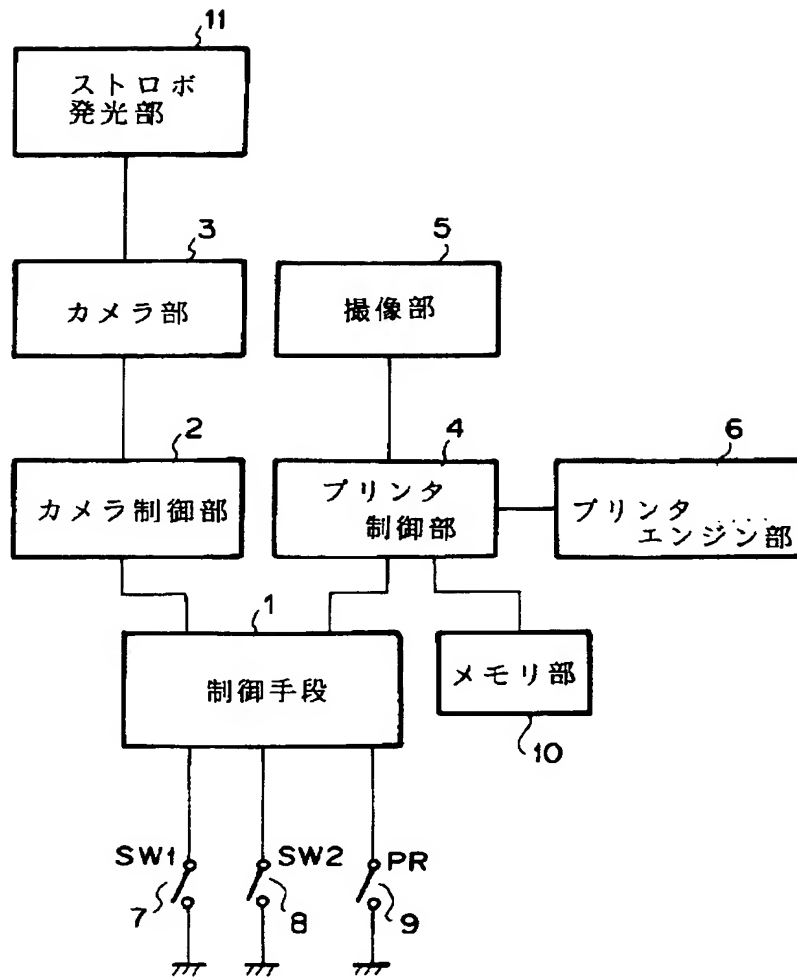 11
ストロボ
発光部
3
カメラ部
5
撮像部
2
カメラ制御部
4
プリンタ
制御部
6
プリンタ
エンジン部
1
制御手段
メモリ部
10
SW1
7
SW2
8
PR
9